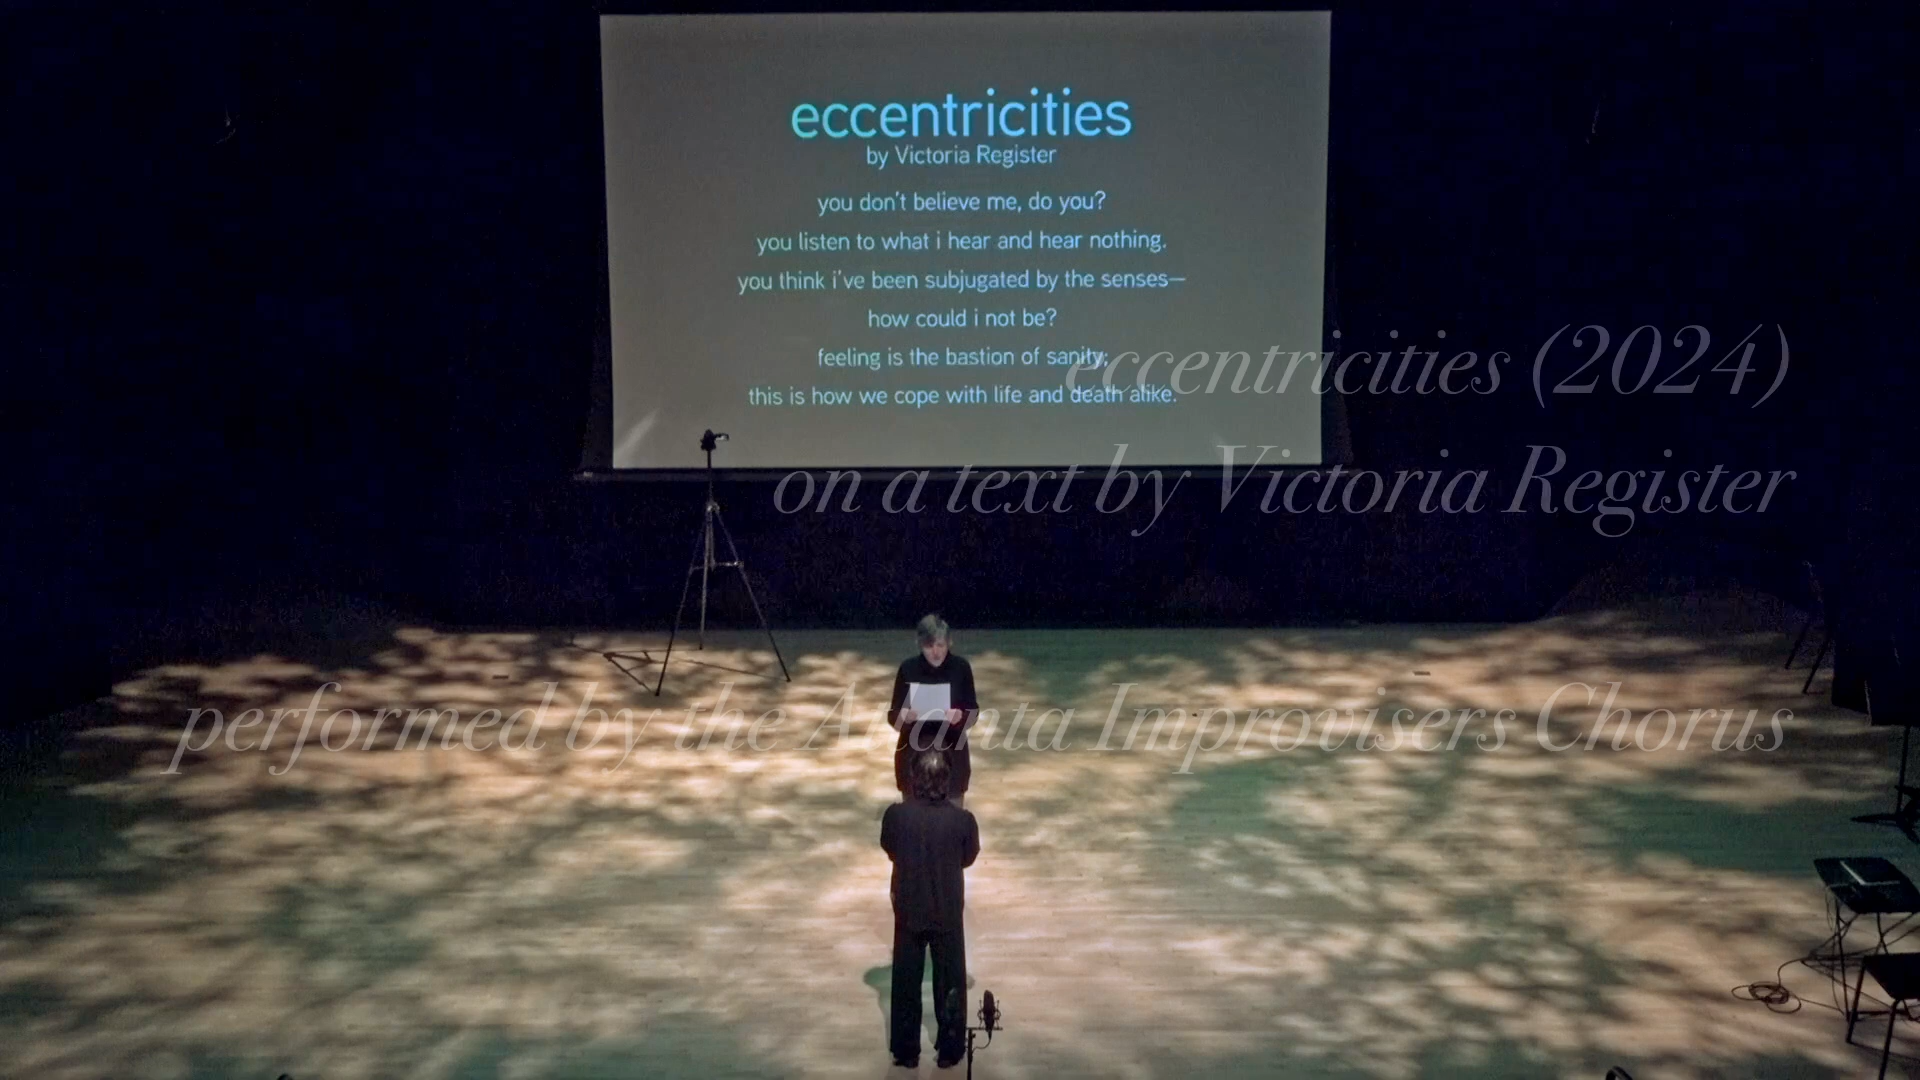 eccentricities
by Victoria Register
you don't believe me, do you?
you listen to what i hear and hear nothing.
you think i've been subjugated by the senses—
how could i not be?
feeling is the bastion of sanity;
this is how we cope with life and death alike.
eccentricities (2024)
on a text by Victoria Register
performed by the Atlanta Improvisers Chorus